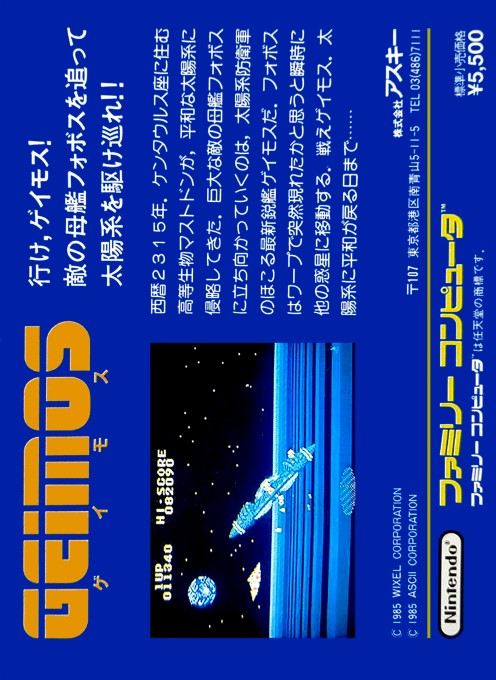 GEIMOS
ゲイモス
行け,ゲイモス!
敵の母艦フォボスを追って
太陽系を駆け巡れ!!
1UP
011340
HI-SCORE
082090
西暦２３１５年．ケンタウルス座に住む
高等生物マストドンが，平和な太陽系に
侵略してきた．巨大な敵の母艦フォボス
に立ち向かっていくのは，太陽系防衛軍
のほこる最新鋭艦ゲイモスだ．フォボス
はワープで突然現れたかと思うと瞬時に
他の惑星に移動する．戦えゲイモス，太
陽系に平和が戻る日まで……
© 1985 WIXEL CORPORATION
© 1985 ASCII CORPORATION
株式会社アスキー
〒107 東京都港区南青山5-11-5 TEL 03(486)7111
Nintendo®
ファミリー コンピュータ™
ファミリー コンピュータ™は任天堂の商標です．
標準小売価格
¥5,500